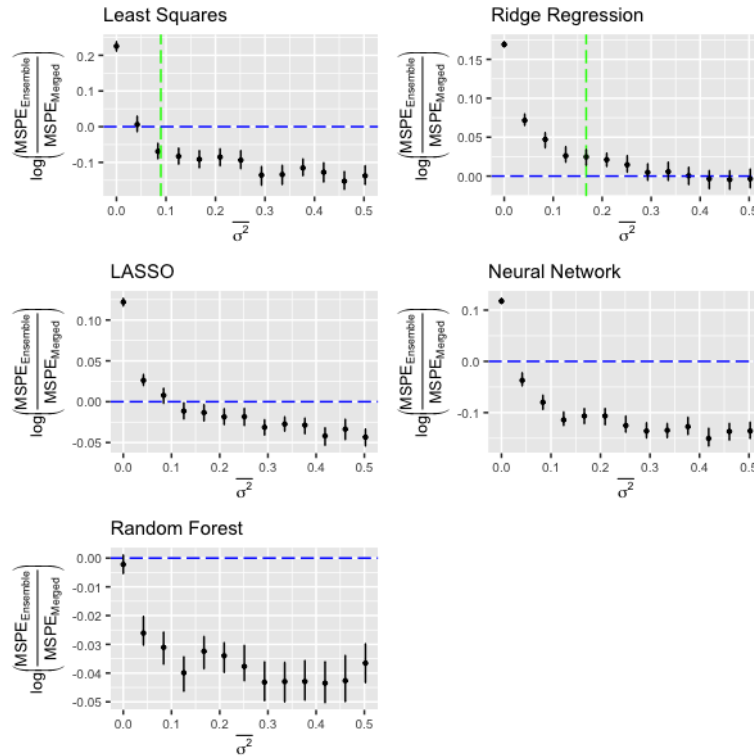 Least Squares
log(MSPE_Ensemble / MSPE_Merged)
0.2
0.1
0.0
-0.1
0.0 0.1 0.2 0.3 0.4 0.5
σ²
Ridge Regression
log(MSPE_Ensemble / MSPE_Merged)
0.15
0.10
0.05
0.00
0.0 0.1 0.2 0.3 0.4 0.5
σ²
LASSO
log(MSPE_Ensemble / MSPE_Merged)
0.10
0.05
0.00
-0.05
0.0 0.1 0.2 0.3 0.4 0.5
σ²
Neural Network
log(MSPE_Ensemble / MSPE_Merged)
0.1
0.0
-0.1
0.0 0.1 0.2 0.3 0.4 0.5
σ²
Random Forest
log(MSPE_Ensemble / MSPE_Merged)
0.00
-0.01
-0.02
-0.03
-0.04
-0.05
0.0 0.1 0.2 0.3 0.4 0.5
σ²